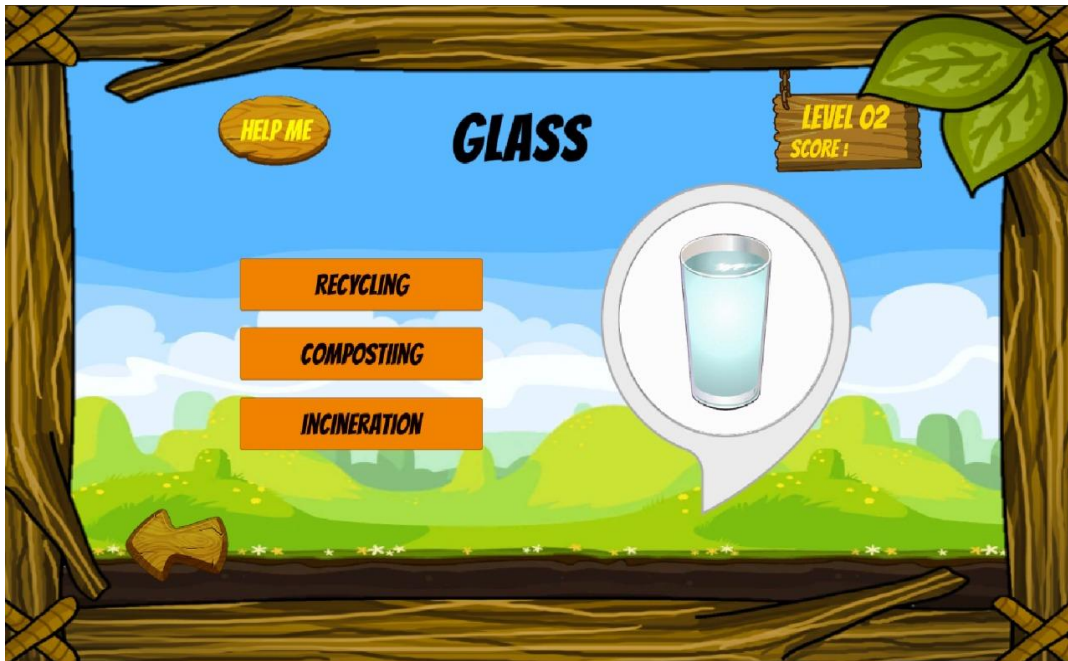 HELP ME
GLASS
LEVEL 02
SCORE :
RECYCLING
COMPOSTIING
INCINERATION